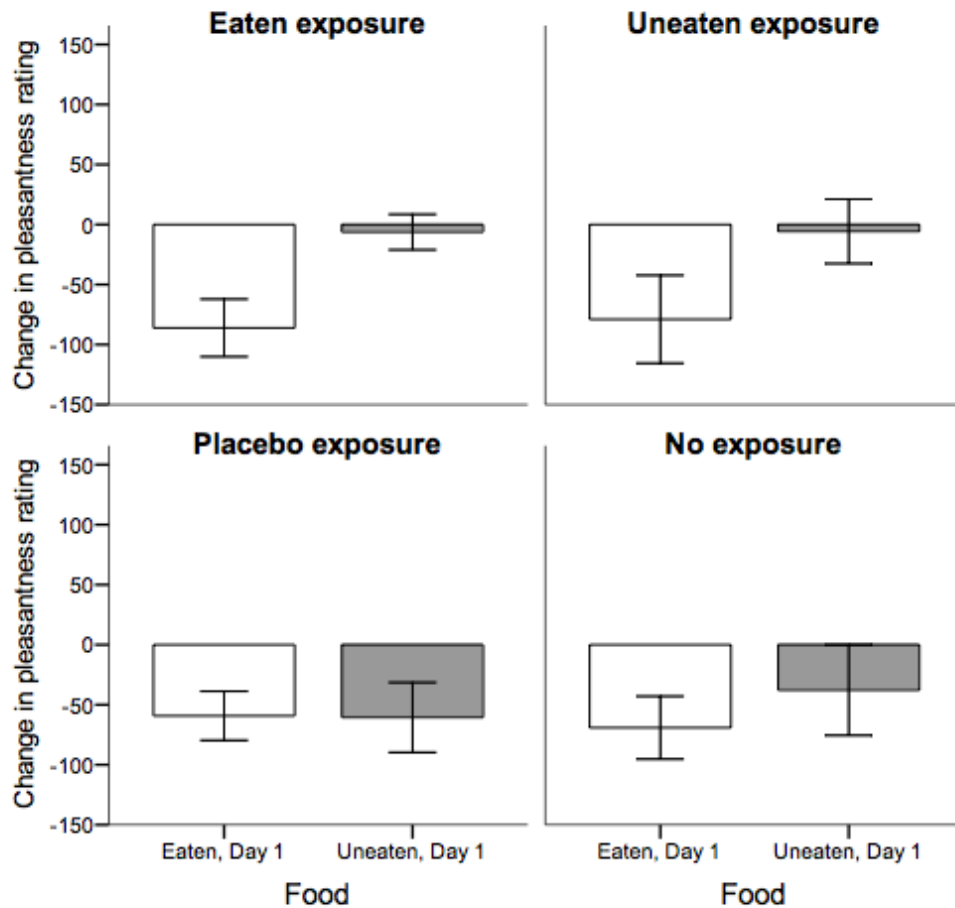 Eaten exposure
Uneaten exposure
Change in pleasantness rating
150
100
50
0
-50
-100
-150
Placebo exposure
No exposure
Change in pleasantness rating
150
100
50
0
-50
-100
-150
Eaten, Day 1
Uneaten, Day 1
Eaten, Day 1
Uneaten, Day 1
Food
Food